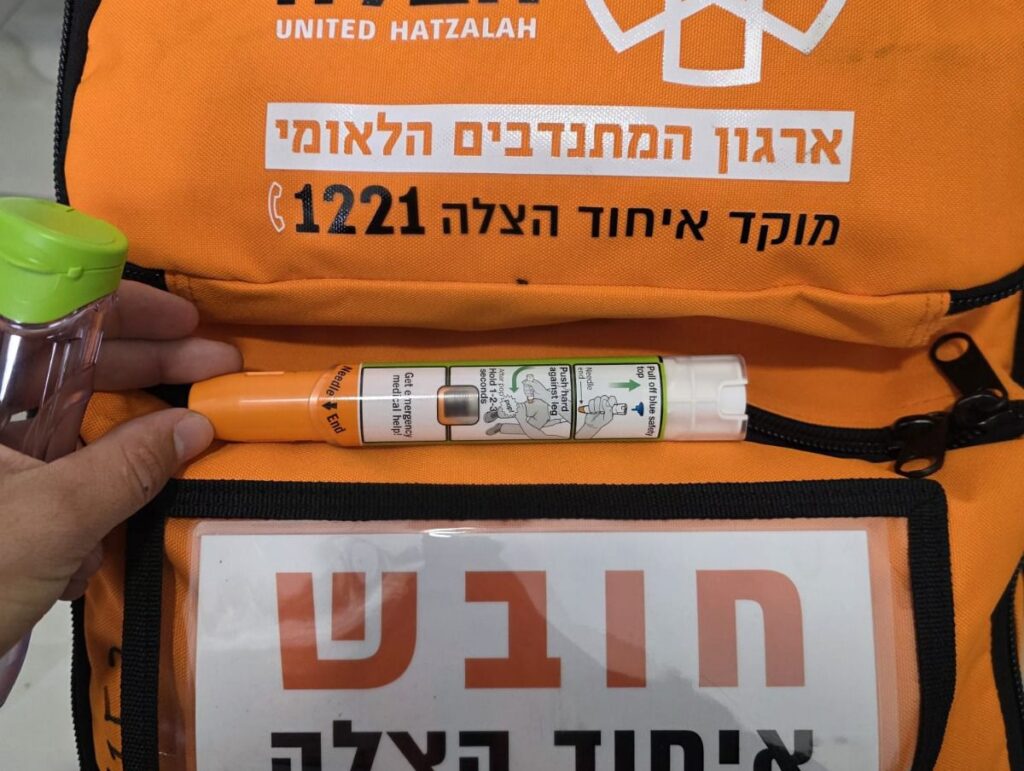 UNITED HATZALAH
ארגון המתנדבים הלאומי
מוקד איחוד הצלה 1221
Needle End
Get emergency
medical help!
Hold 1-2-3
seconds
Push hard
against leg
Needle
end
Pull off blue safety
top
חובש
איחוד הצלה